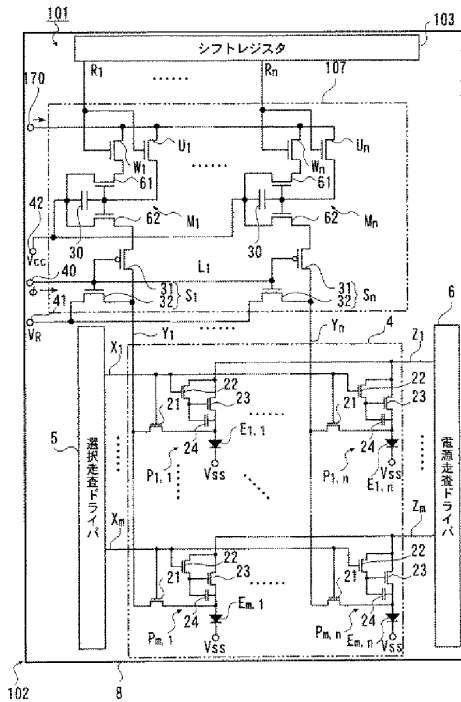 101
シフトレジスタ
103
R1
Rn
107
170
W1
U1
Wn
Un
61
61
62
M1
62
Mn
30
30
42
VCC
40
φ
41
VR
L1
31
32
S1
31
32
Sn
Y1
Yn
4
6
X1
Z1
22
22
21
23
21
23
5
選択走査ドライバ
電源走査ドライバ
24
E1,1
24
P1,1
VSS
P1,n
E1,n
VSS
Xm
Zm
22
22
21
23
21
23
24
Em,1
24
Pm,1
VSS
Pm,n
Em,n
VSS
102
8